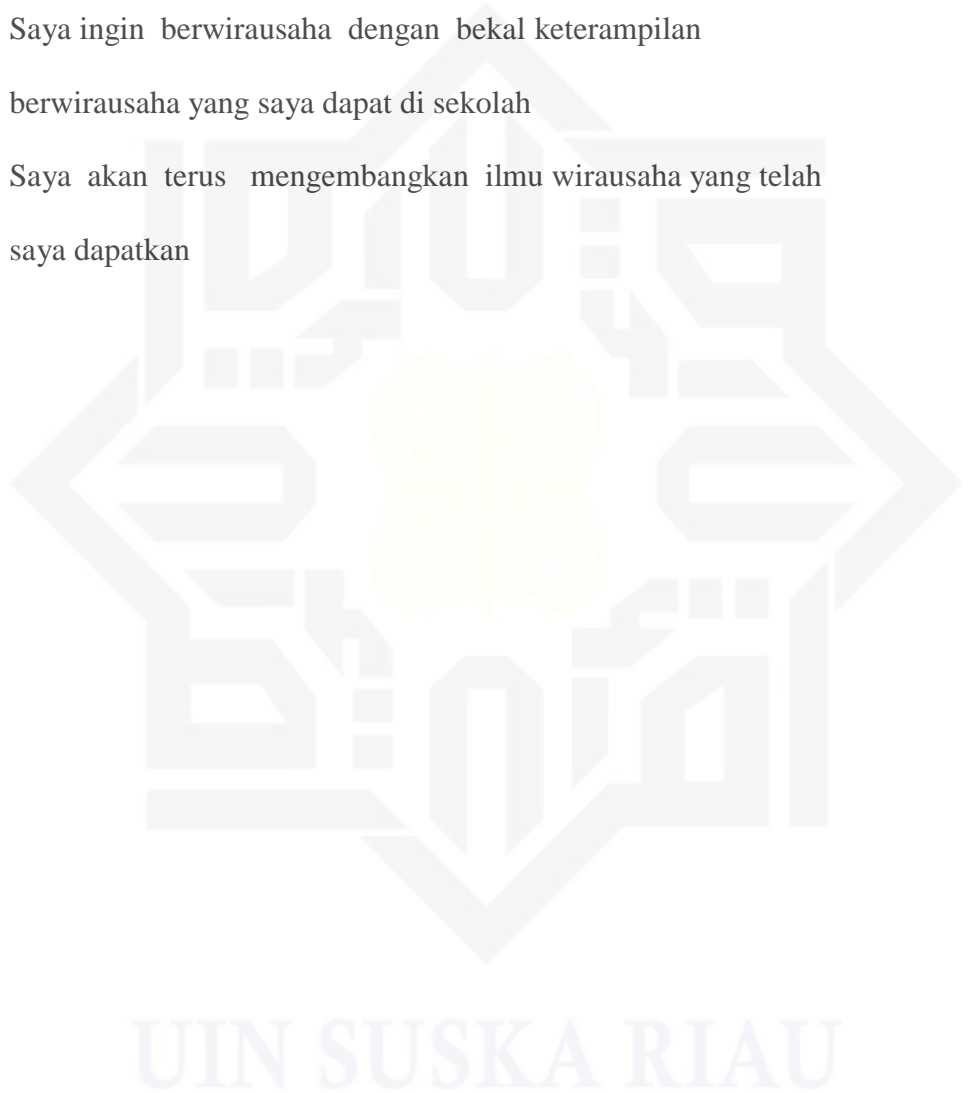 Saya ingin berwirausaha dengan bekal keterampilan
berwirausaha yang saya dapat di sekolah
Saya akan terus mengembangkan ilmu wirausaha yang telah
saya dapatkan
UIN SUSKA RIAU